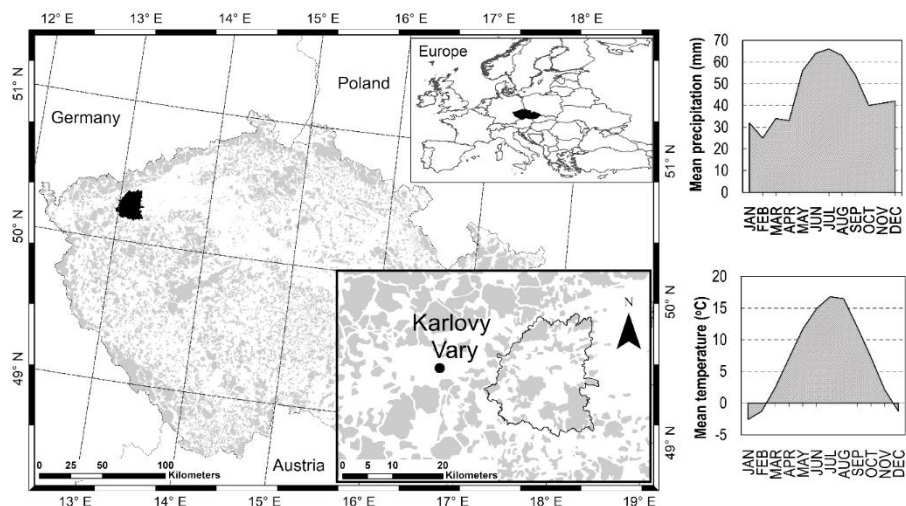 12° E
13° E
14° E
15° E
16° E
17° E
18° E
Europe
Poland
Germany
51° N
50° N
49° N
51° N
50° N
49° N
N
Karlovy
Vary
Austria
0 25 50 100
Kilometers
0 5 10 20
Kilometers
13° E
14° E
15° E
16° E
17° E
18° E
19° E
Mean precipitation (mm)
70
60
50
40
30
20
10
0
JAN
FEB
MAR
APR
MAY
JUN
JUL
AUG
SEP
OCT
NOV
DEC
Mean temperature (°C)
20
15
10
5
0
-5
JAN
FEB
MAR
APR
MAY
JUN
JUL
AUG
SEP
OCT
NOV
DEC